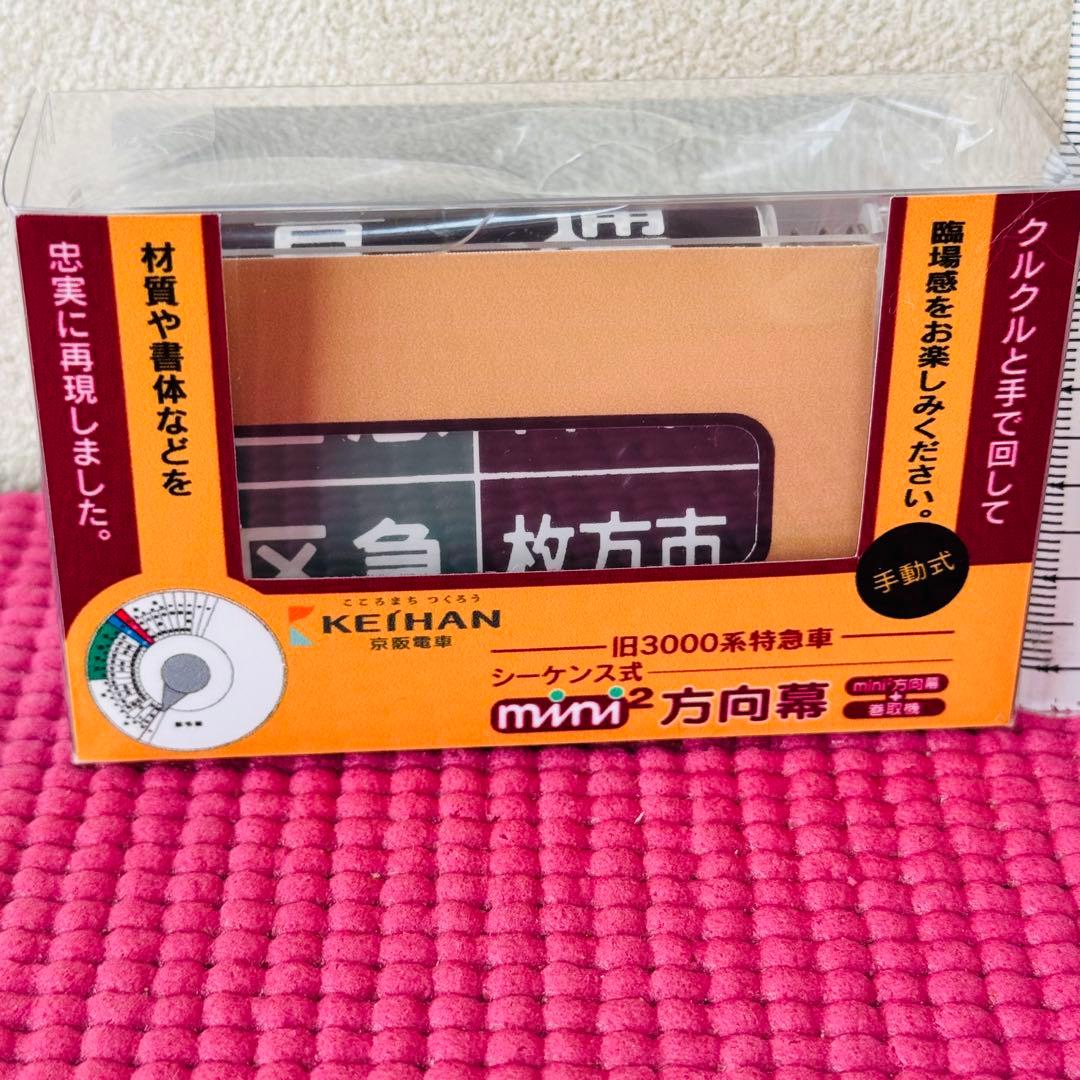 クルクルと手で回して
臨場感をお楽しみください。
材質や書体などを
忠実に再現しました。
区急
枚方市
手動式
こころまち つくろう
KEIHAN
京阪電車
旧3000系特急車
シーケンス式
mini² 方向幕
mini²方向幕
+
巻取機